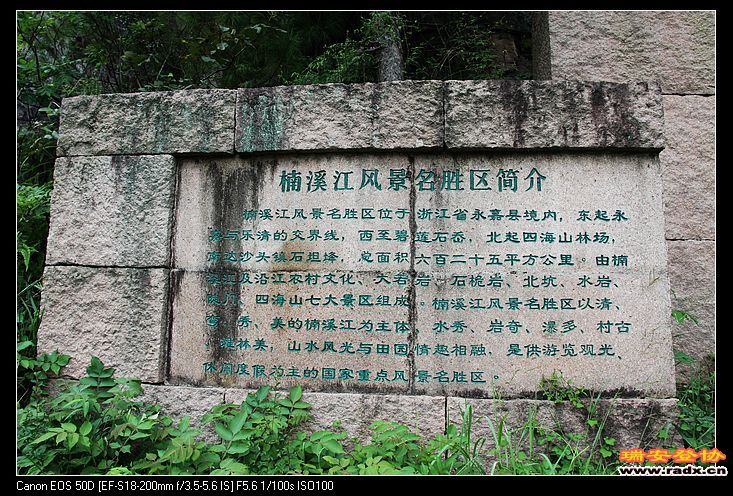 楠溪江风景名胜区简介
楠溪江风景名胜区位于浙江省永嘉县境内，东起永
嘉与乐清的交界线，西至碧莲石岙，北起四海山林场，
南达沙头镇石坦烽，总面积六百二十五平方公里。由楠
溪江及沿江农村文化、大若岩、石桅岩、北坑、水岩、
陡门、四海山七大景区组成。楠溪江风景名胜区以清、
弯、秀、美的楠溪江为主体，水秀、岩奇、瀑多、村古
、滩林美，山水风光与田园情趣相融，是供游览观光、
休闲度假为主的国家重点风景名胜区。
瑞安登协
www.radx.cn
Canon EOS 50D [EF-S18-200mm f/3.5-5.6 IS] F5.6 1/100s ISO100